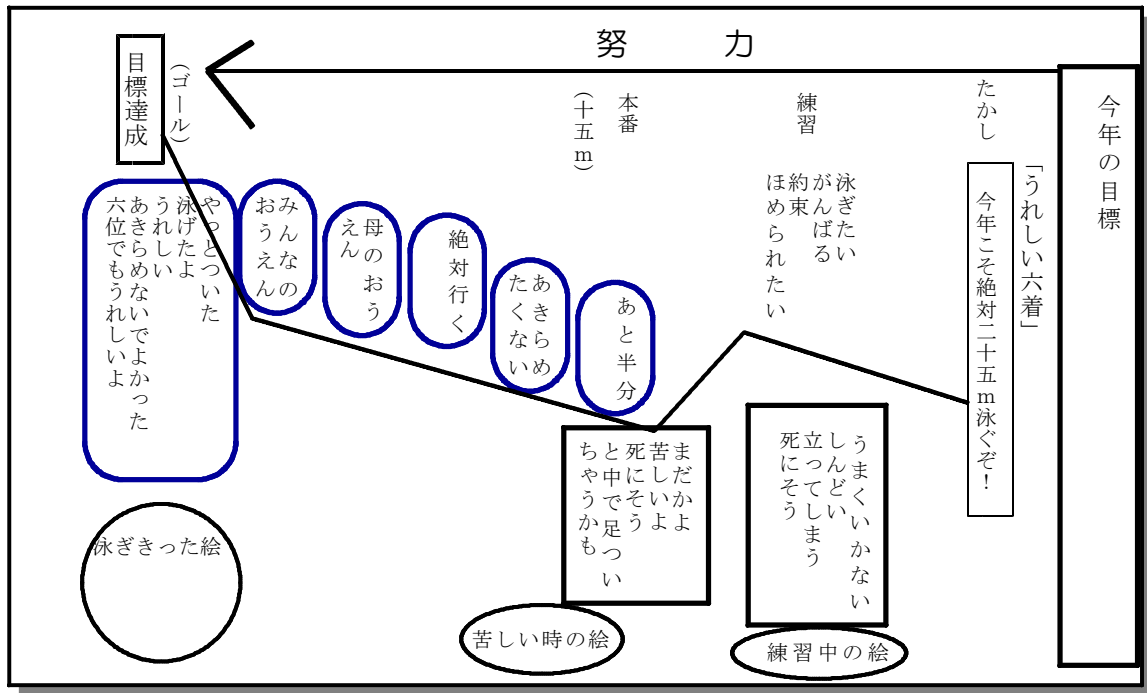 努力
今年の目標
「うれしい六着」
たかし
今年こそ絶対二十五ｍ泳ぐぞ！
練習
泳ぎたい
がんばる
約束
ほめられたい
うまくいかない
しんどい
立ってしまう
死にそう
練習中の絵
本番
（十五ｍ）
まだかよ
苦しいよ
死にそう
と中で足つい
ちゃうかも
苦しい時の絵
あと半分
あきらめ
たくない
絶対行く
母のおう
えん
みんなの
おうえん
（ゴール）
目標達成
やっとついた
泳げたよ
うれしい
あきらめないでよかった
六位でもうれしいよ
泳ぎきった絵